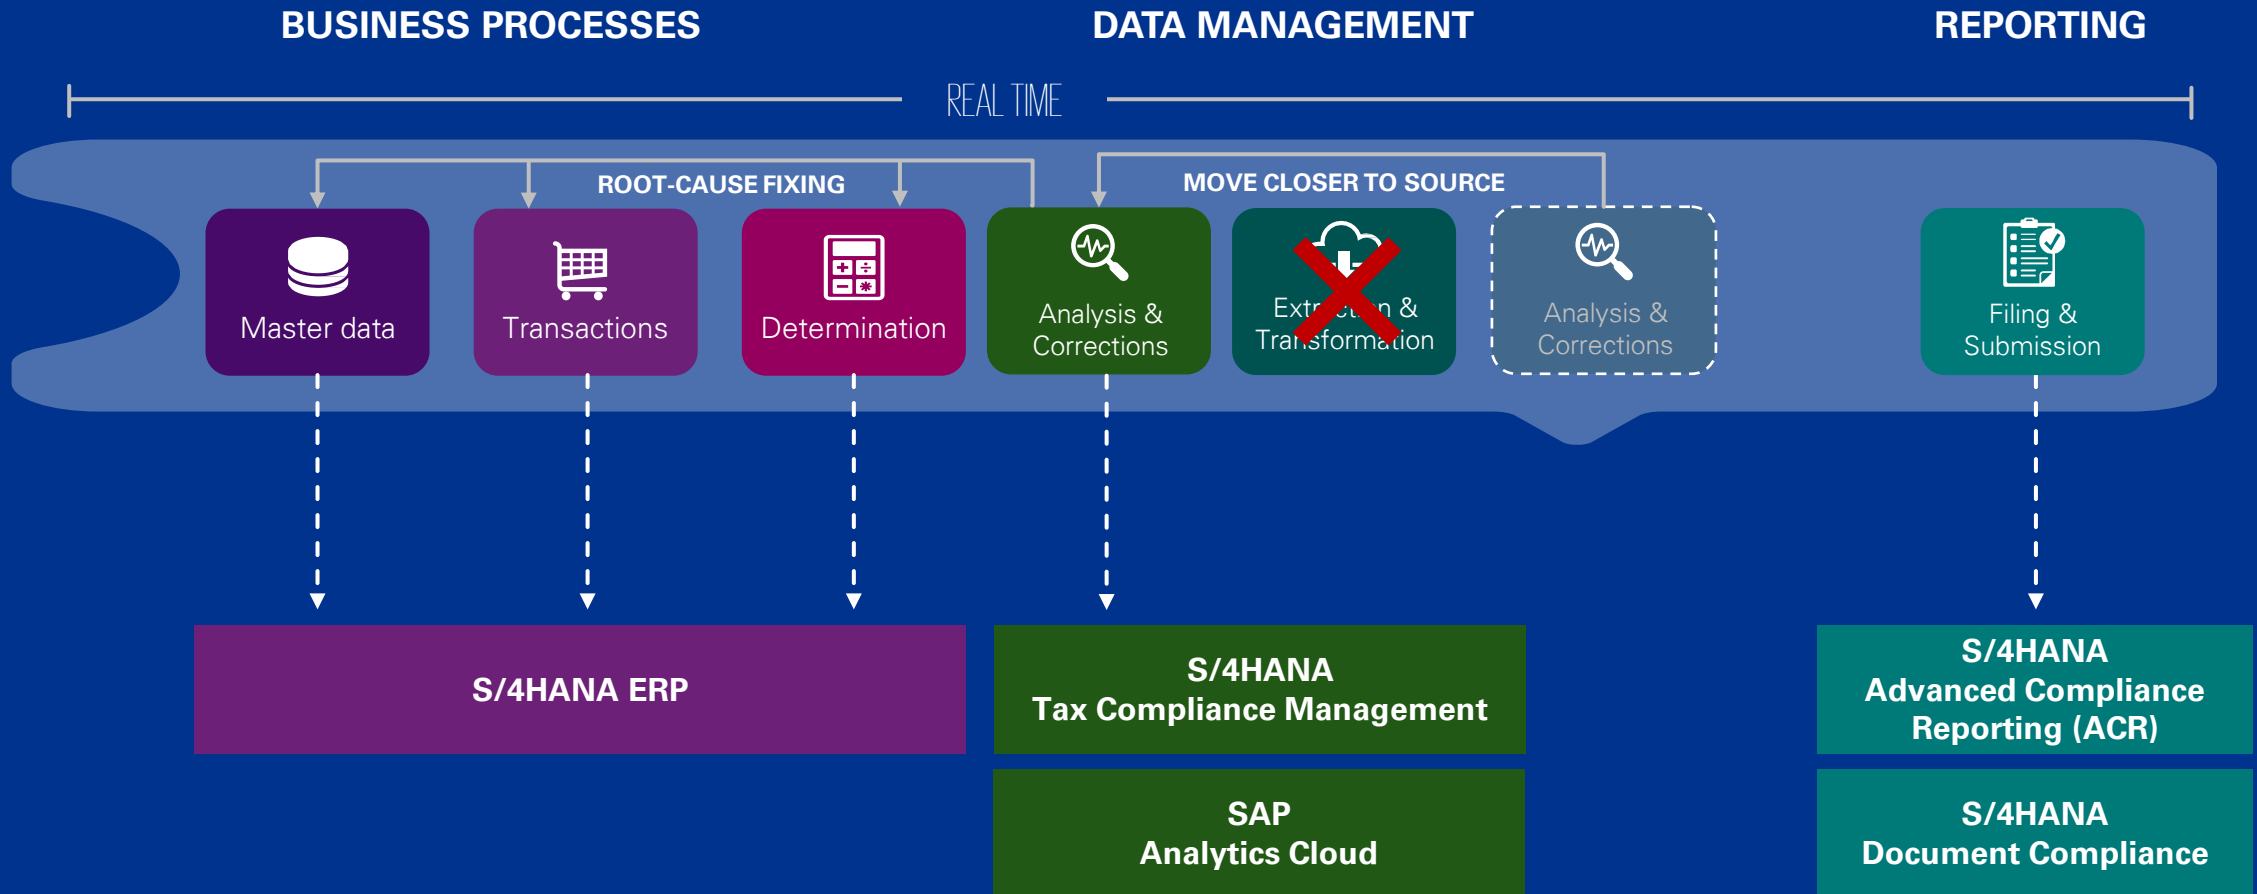 BUSINESS PROCESSES
DATA MANAGEMENT
REPORTING
REAL TIME
ROOT-CAUSE FIXING
MOVE CLOSER TO SOURCE
Master data
Transactions
Determination
Analysis &
Corrections
Extraction &
Transformation
Analysis &
Corrections
Filing &
Submission
S/4HANA ERP
S/4HANA
Tax Compliance Management
S/4HANA
Advanced Compliance
Reporting (ACR)
SAP
Analytics Cloud
S/4HANA
Document Compliance